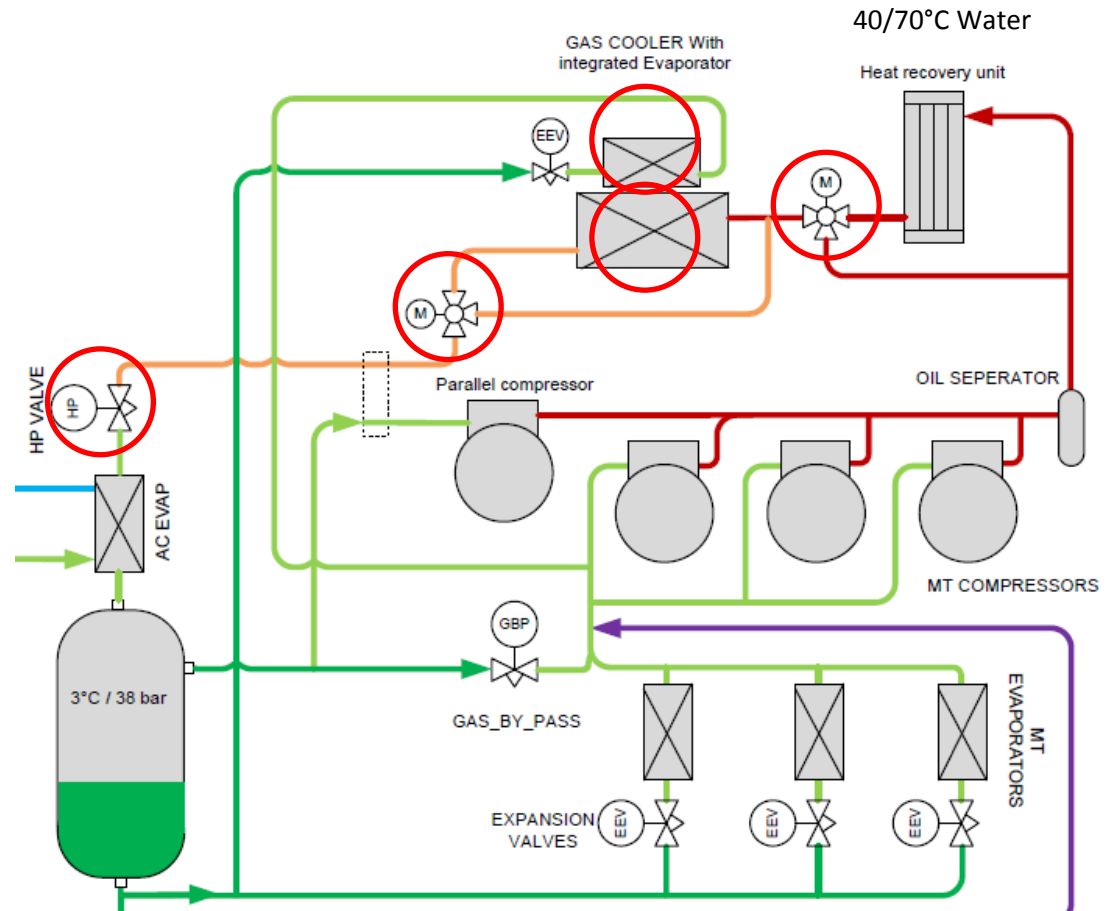 40/70°C Water
GAS COOLER With
integrated Evaporator
Heat recovery unit
EEV
M
M
HP VALVE
HP
Parallel compressor
OIL SEPERATOR
AC EVAP
MT COMPRESSORS
GBP
3°C / 38 bar
GAS_BY_PASS
MT
EVAPORATORS
EXPANSION
VALVES
EEV
EEV
EEV